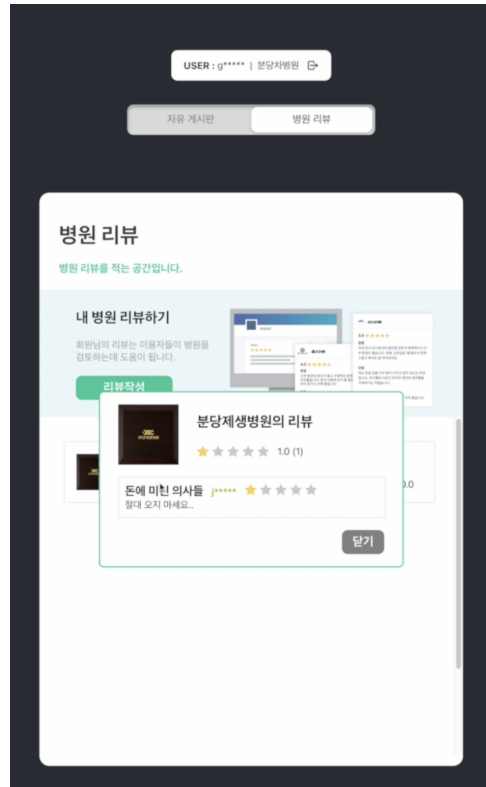 USER : g***** | 분당차병원
자유 게시판
병원 리뷰
병원 리뷰
병원 리뷰를 적는 공간입니다.
내 병원 리뷰하기
회원님의 리뷰는 이용자들이 병원을
검토하는데 도움이 됩니다.
리뷰작성
분당제생병원의 리뷰
1.0 (1)
돈에 미친 의사들 j*****
절대 오지 마세요..
닫기